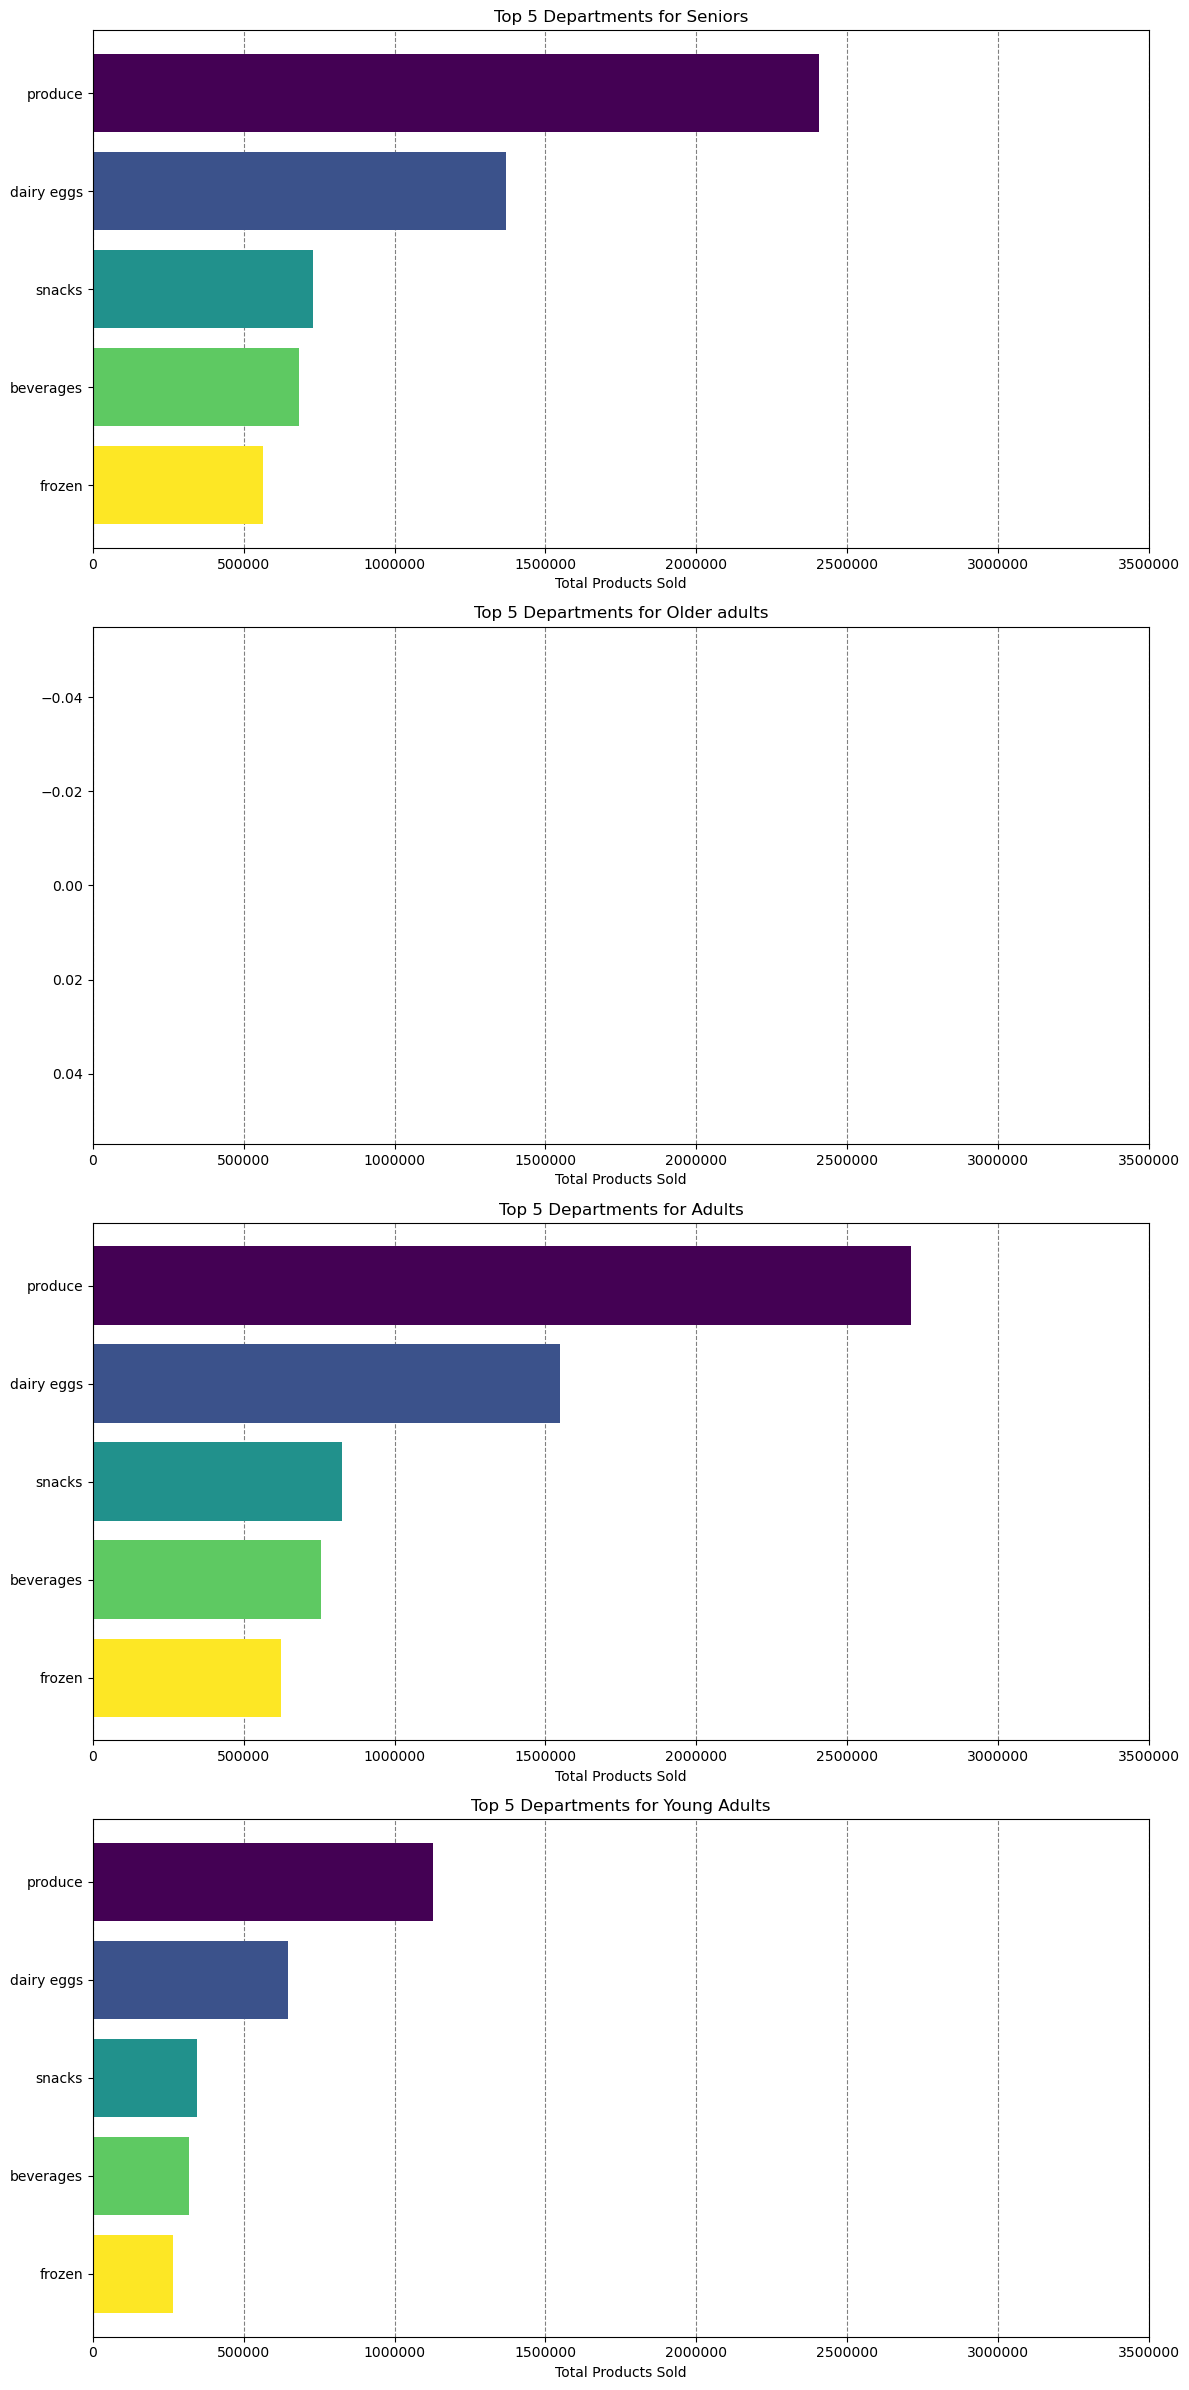 Top 5 Departments for Seniors
produce
dairy eggs
snacks
beverages
frozen
0 500000 1000000 1500000 2000000 2500000 3000000 3500000
Total Products Sold
Top 5 Departments for Older adults
−0.04
−0.02
0.00
0.02
0.04
0 500000 1000000 1500000 2000000 2500000 3000000 3500000
Total Products Sold
Top 5 Departments for Adults
produce
dairy eggs
snacks
beverages
frozen
0 500000 1000000 1500000 2000000 2500000 3000000 3500000
Total Products Sold
Top 5 Departments for Young Adults
produce
dairy eggs
snacks
beverages
frozen
0 500000 1000000 1500000 2000000 2500000 3000000 3500000
Total Products Sold